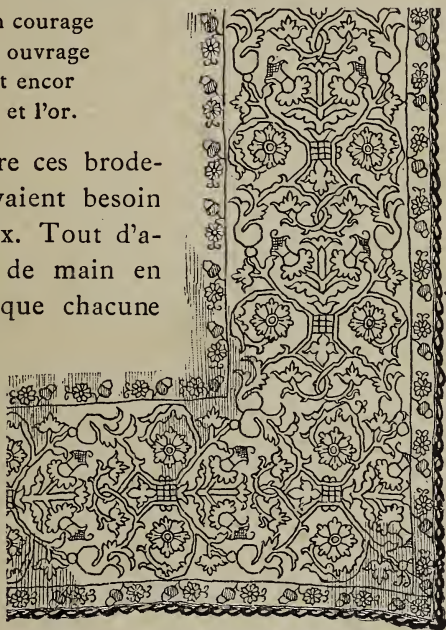 n courage
ouvrage
t encor
et l'or.
re ces brode-
vaient besoin
x. Tout d'a-
de main en
que chacune